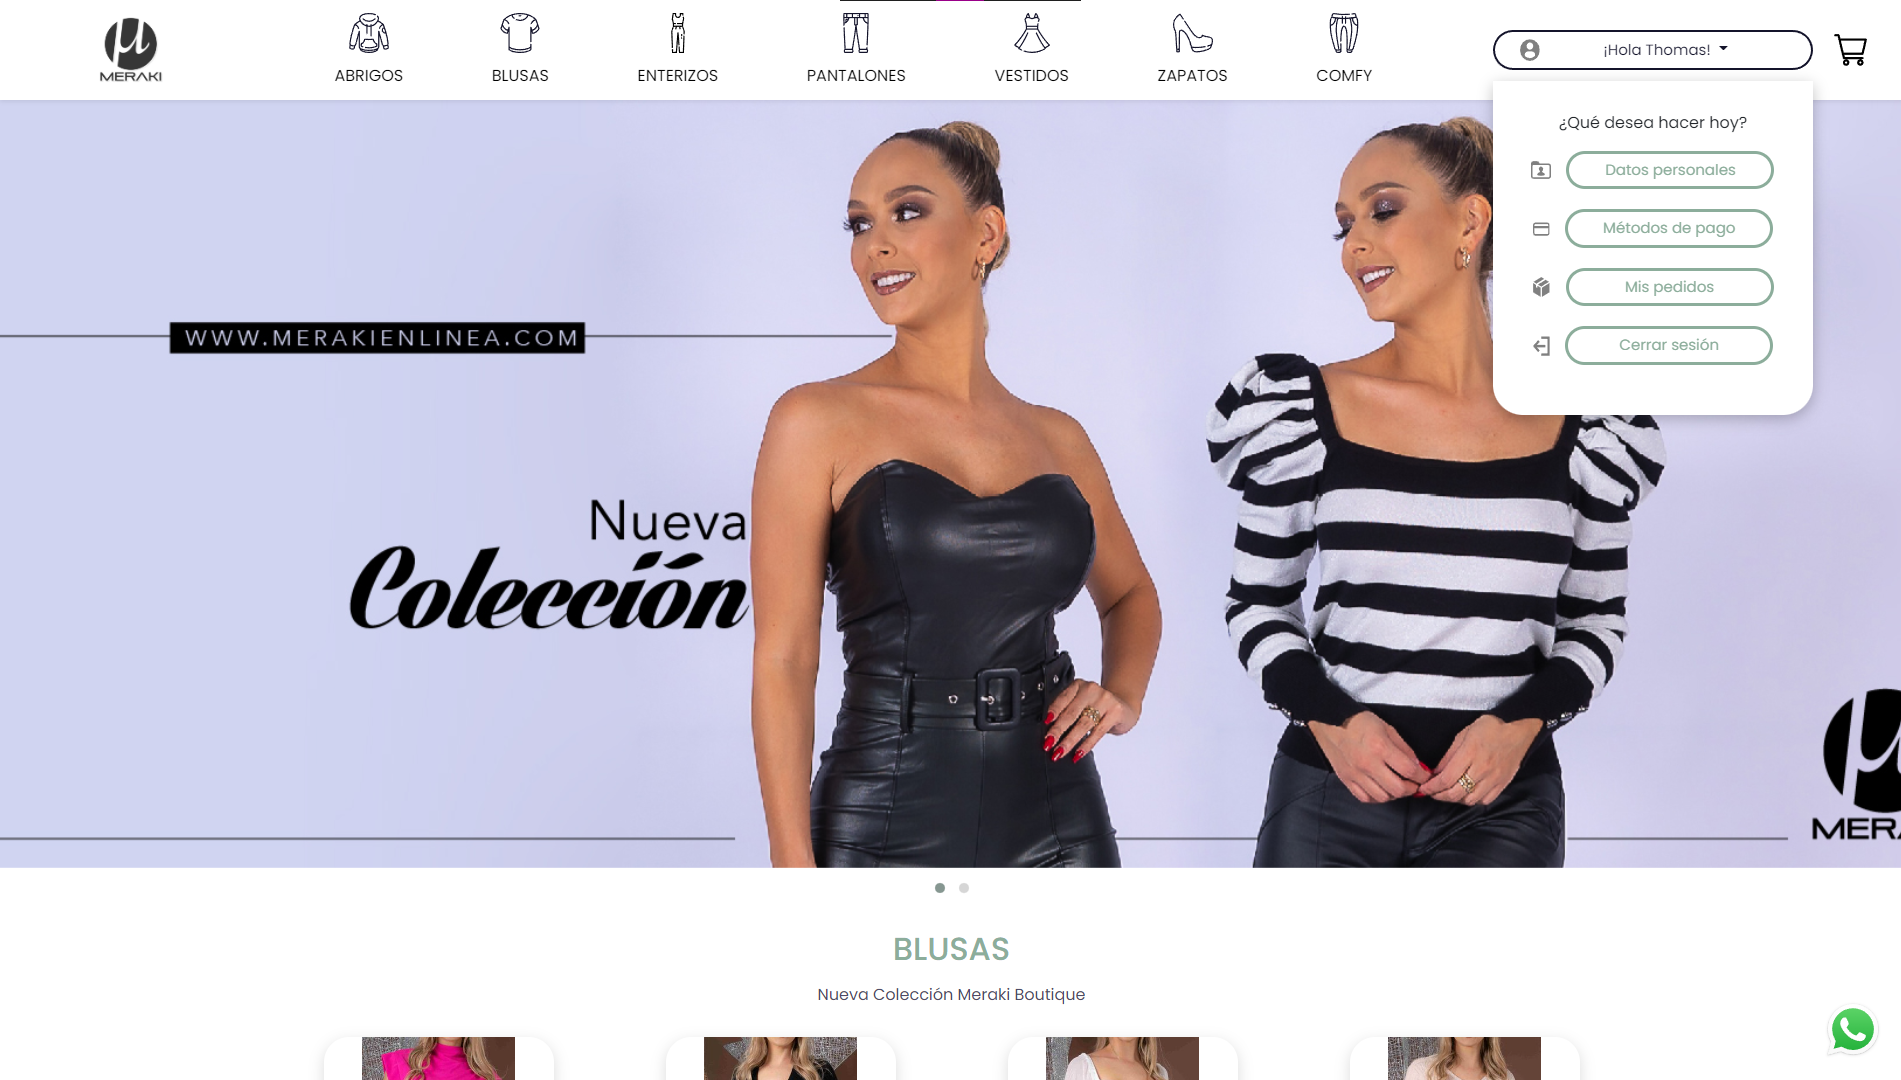 MERAKI
ABRIGOS
BLUSAS
ENTERIZOS
PANTALONES
VESTIDOS
ZAPATOS
COMFY
¡Hola Thomas!
¿Qué desea hacer hoy?
Datos personales
Métodos de pago
Mis pedidos
Cerrar sesión
WWW.MERAKIENLINEA.COM
Nueva
Colección
MERA
BLUSAS
Nueva Colección Meraki Boutique